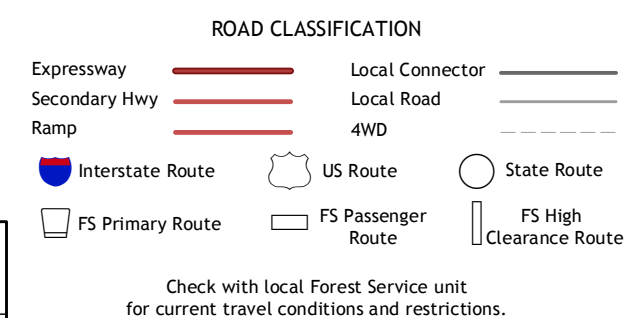 ROAD CLASSIFICATION
Expressway
Local Connector
Secondary Hwy
Local Road
Ramp
4WD
Interstate Route
US Route
State Route
FS Primary Route
FS Passenger
Route
FS High
Clearance Route
Check with local Forest Service unit
for current travel conditions and restrictions.